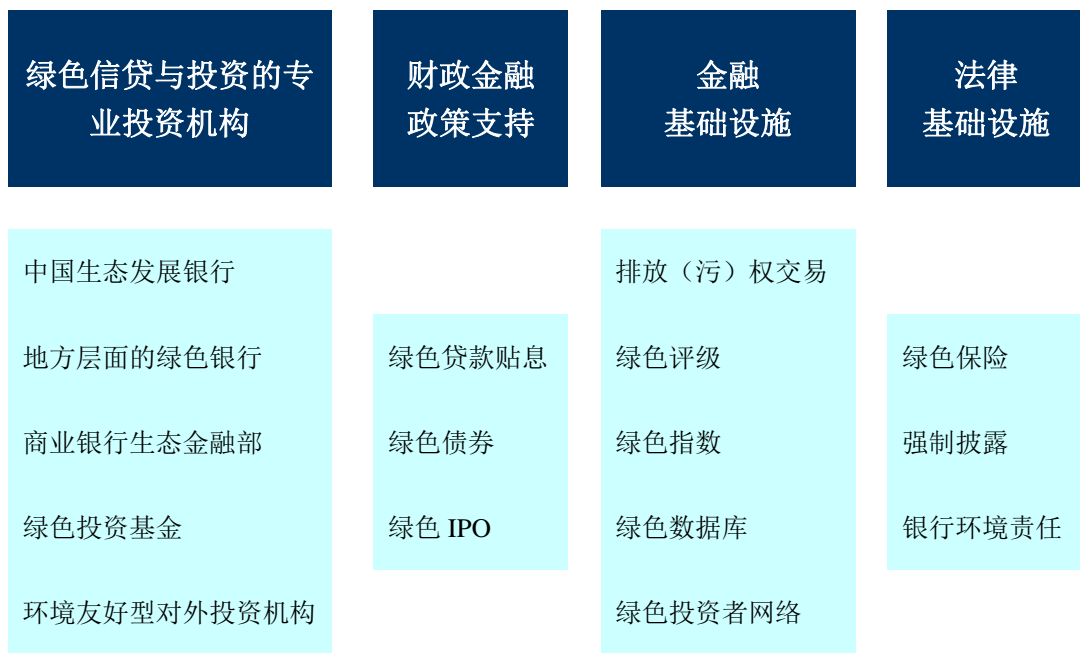 绿色信贷与投资的专
业投资机构
财政金融
政策支持
金融
基础设施
法律
基础设施
中国生态发展银行
地方层面的绿色银行
商业银行生态金融部
绿色投资基金
环境友好型对外投资机构
绿色贷款贴息
绿色债券
绿色 IPO
排放（污）权交易
绿色评级
绿色指数
绿色数据库
绿色投资者网络
绿色保险
强制披露
银行环境责任